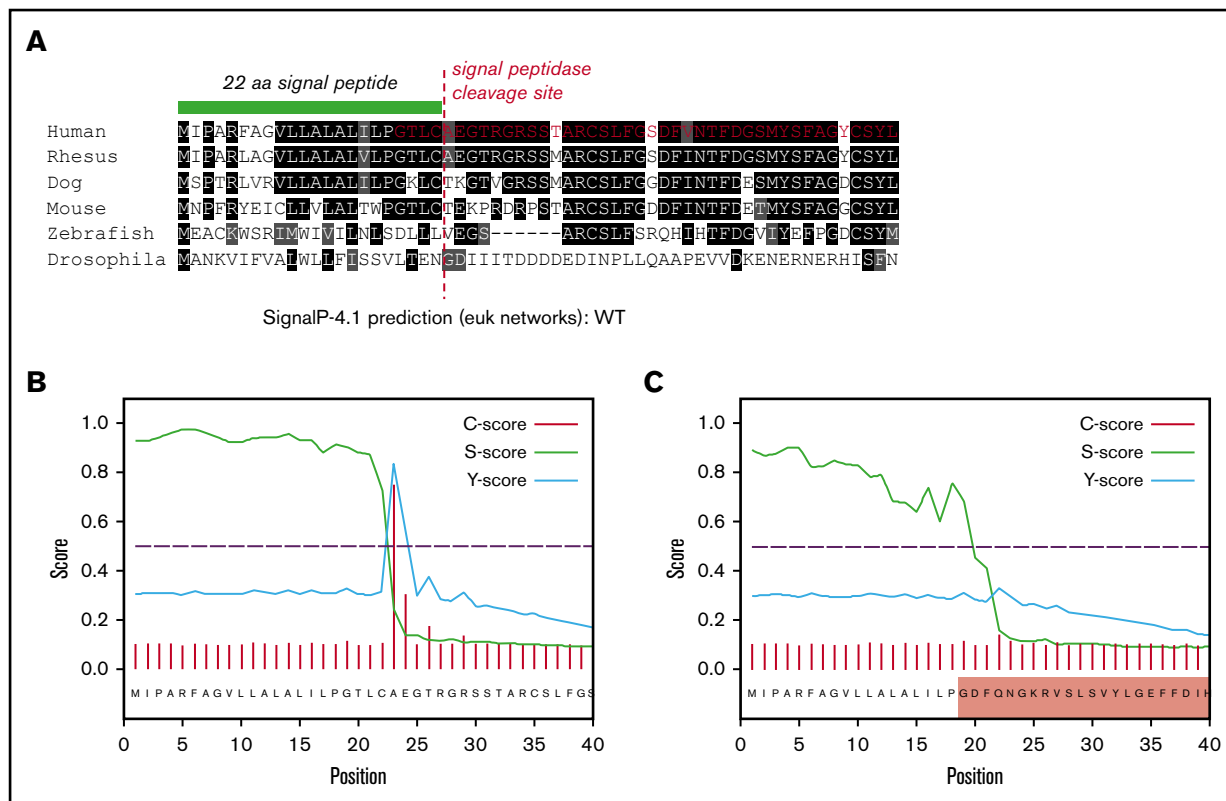 A
22 aa signal peptide
signal peptidase
cleavage site
Human MIPARFAGVLLALALILPGTLCAEGTRGRSSTARCSLFGSDFVNTFDGSMYSFAGYCSYL
Rhesus MIPARLAGVLLALALVLPGTLCAEGTRGRSSMARCSLFGSDFINTFDGSMYSFAGYCSYL
Dog MSPTRLVRVLLALALILPGKLCTKGTVGRSSMARCSLFGGDFINTFDESMYSFAGDCSYL
Mouse MNPFRYEICLLVLALTWPGTLCTEKPRDRPSTARCSLFGDDFINTFDETMYSFAGGCSYL
Zebrafish MEACKWSRIMWIVILNLSDLLLVEGS------ARCSLFSRQHIHTFDGVIYEFPGDCSYM
Drosophila MANKVIFVALWLLFISSVLTENGDIIITDDDDEDINPLLQAAPEVVDKENERNERHISFN
SignalP-4.1 prediction (euk networks): WT
B
1.0
0.8
0.6
0.4
0.2
0.0
Score
C-score
S-score
Y-score
M I P A R F A G V L L A L A L I L P G T L C A E G T R G R S S T A R C S L F G S
0 5 10 15 20 25 30 35 40
Position
C
1.0
0.8
0.6
0.4
0.2
0.0
Score
C-score
S-score
Y-score
M I P A R F A G V L L A L A L I L P G D F Q N G K R V S L S V Y L G E F F D I H
0 5 10 15 20 25 30 35 40
Position